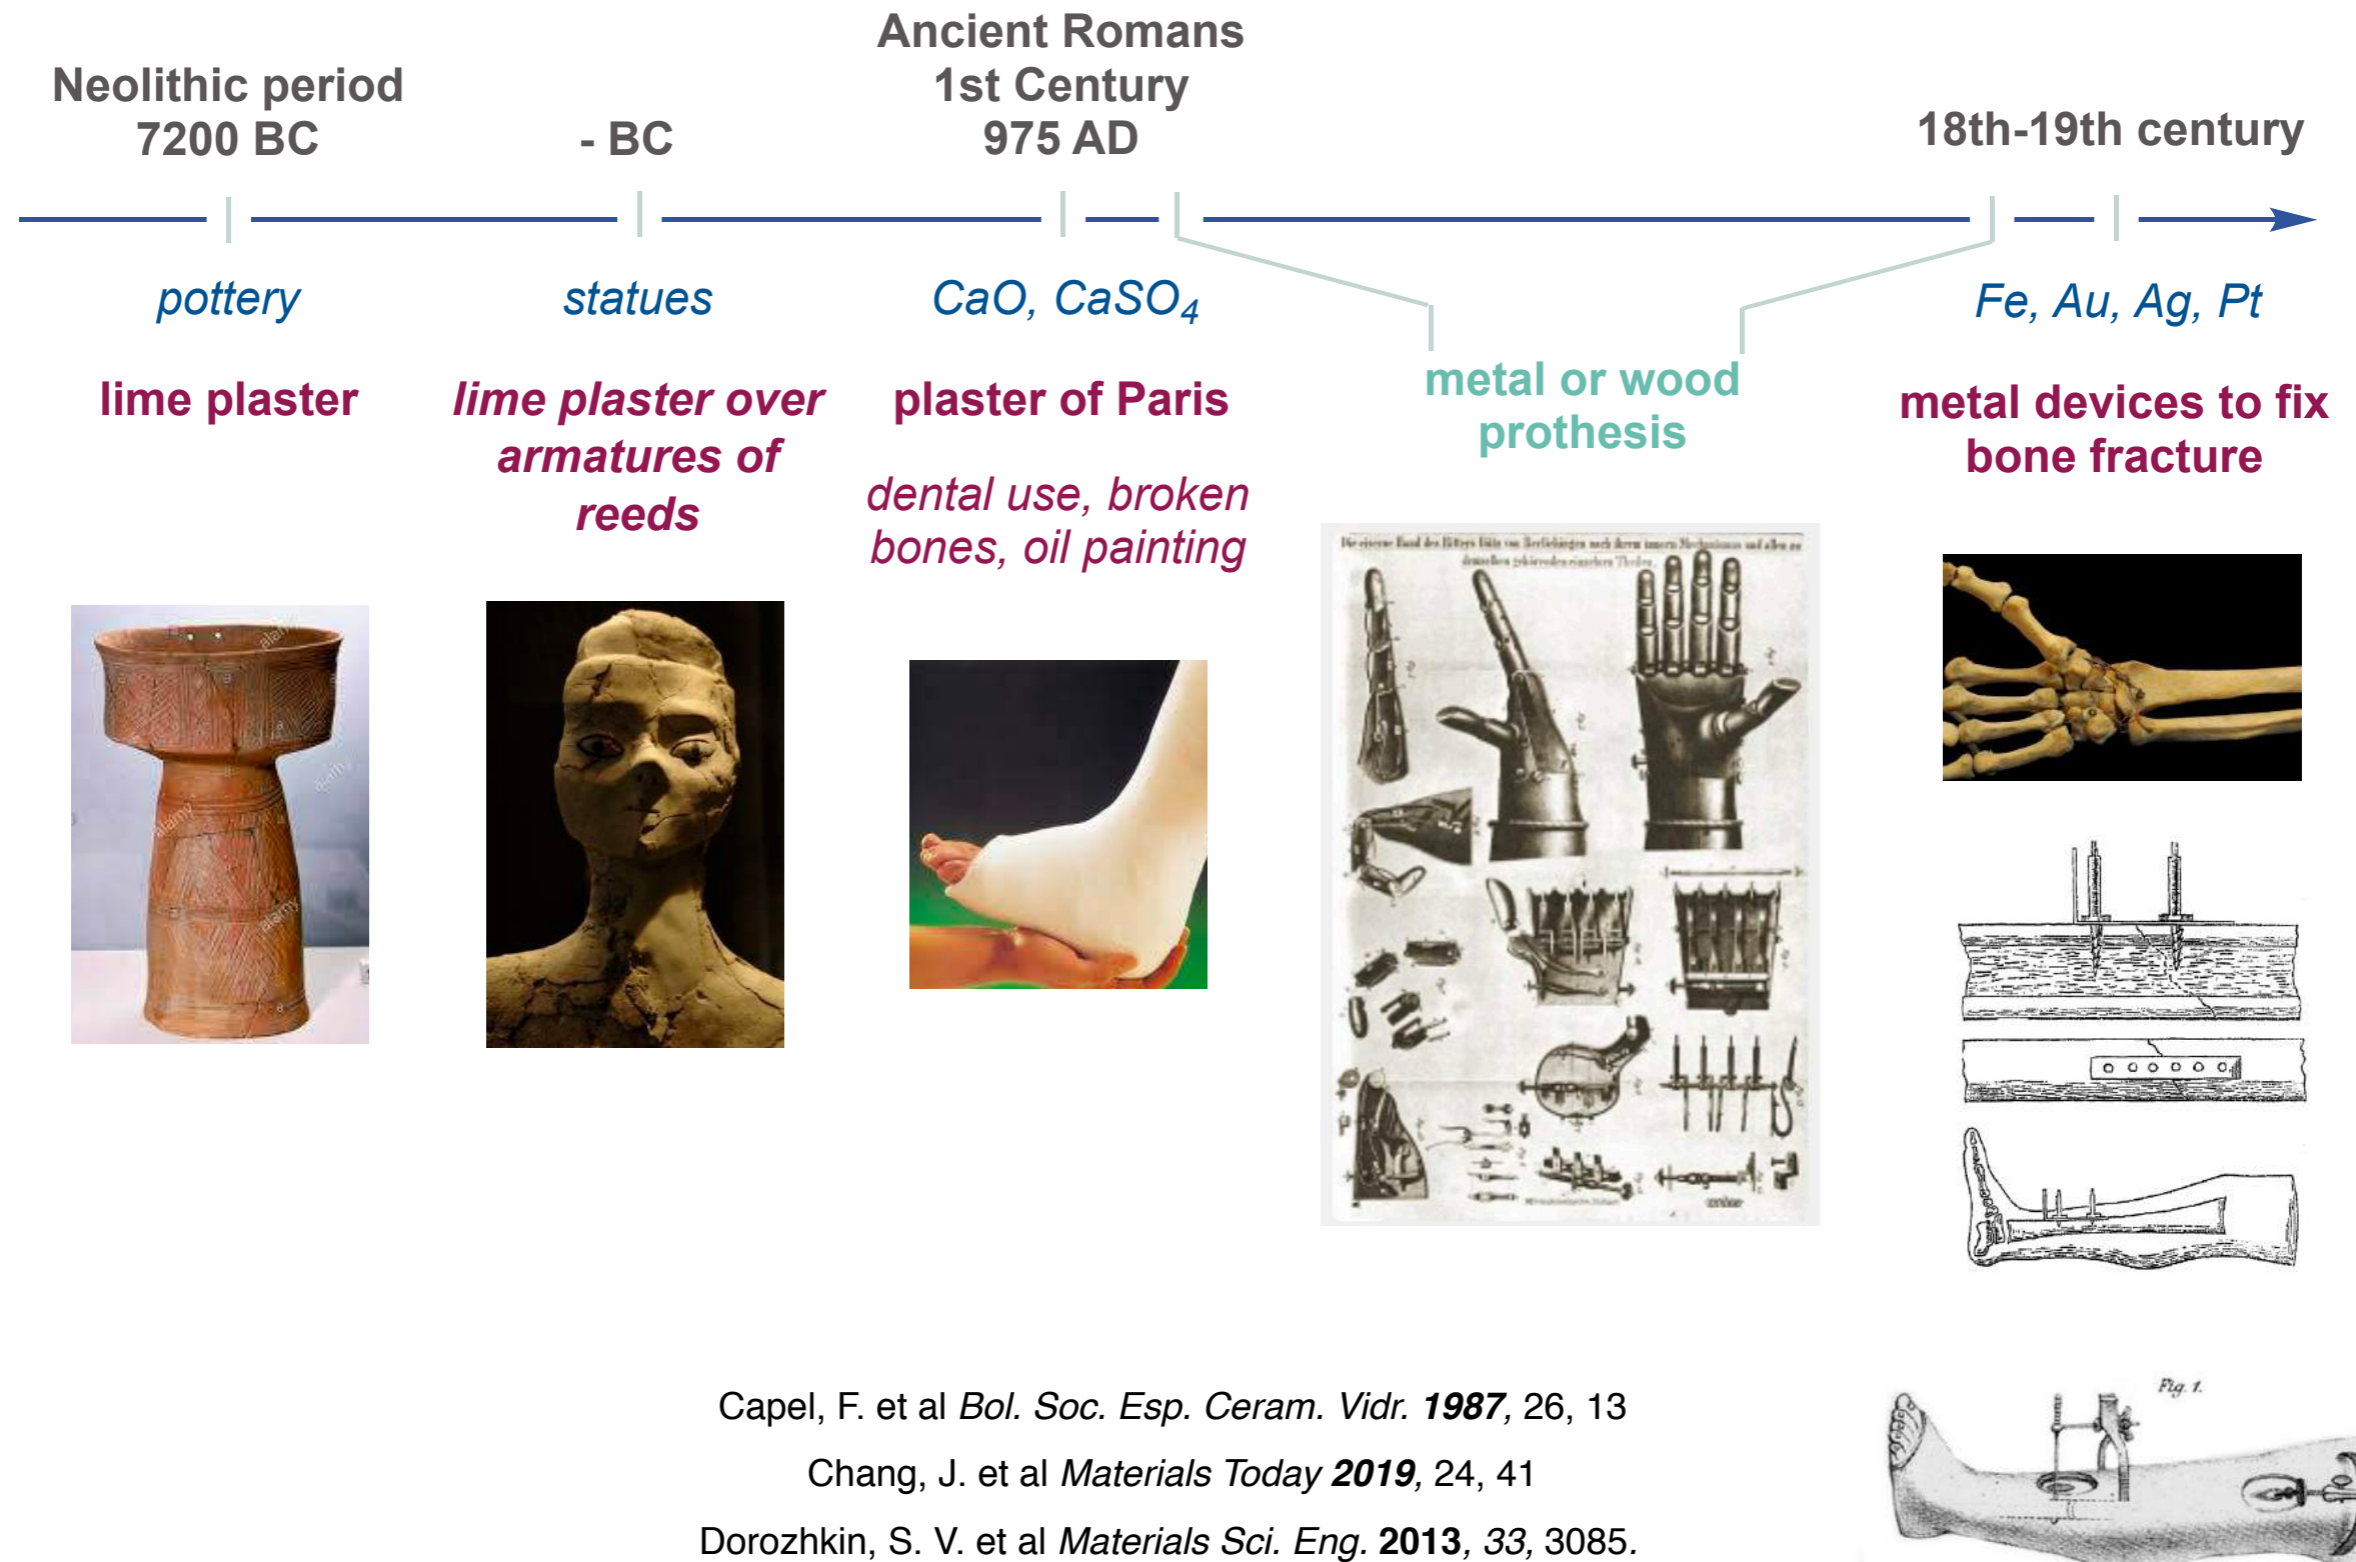 Neolithic period
7200 BC
- BC
Ancient Romans
1st Century
975 AD
18th-19th century
pottery
statues
CaO, CaSO4
Fe, Au, Ag, Pt
lime plaster
lime plaster over
armatures of
reeds
plaster of Paris
dental use, broken
bones, oil painting
metal or wood
prothesis
metal devices to fix
bone fracture
alamy
alamy
alamy
Capel, F. et al Bol. Soc. Esp. Ceram. Vidr. 1987, 26, 13
Chang, J. et al Materials Today 2019, 24, 41
Dorozhkin, S. V. et al Materials Sci. Eng. 2013, 33, 3085.
Fig. 1.